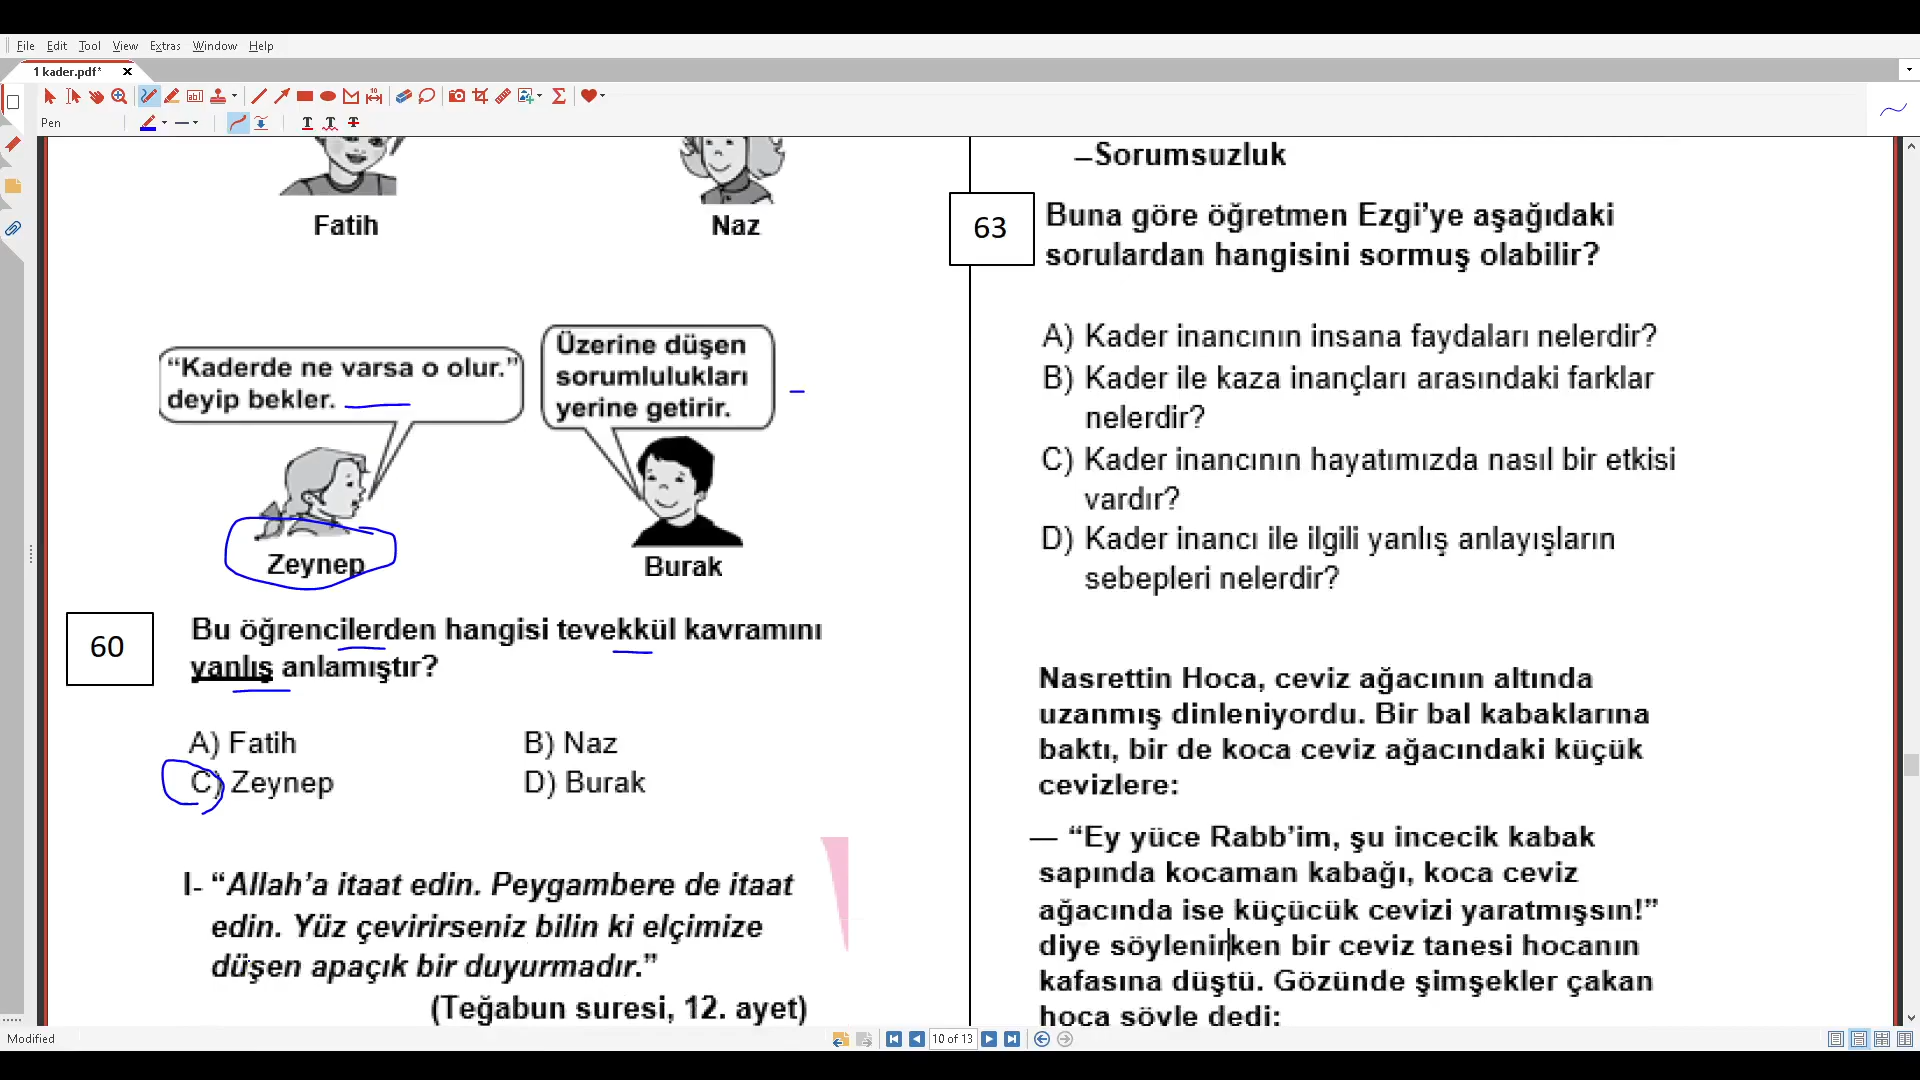 File Edit Tool View Extras Window Help
1 kader.pdf*
Pen
Fatih
Naz
“Kaderde ne varsa o olur.”
deyip bekler.
Üzerine düşen
sorumlulukları
yerine getirir.
Zeynep
Burak
60
Bu öğrencilerden hangisi tevekkül kavramını
yanlış anlamıştır?
A) Fatih
B) Naz
C) Zeynep
D) Burak
I- “Allah’a itaat edin. Peygambere de itaat
edin. Yüz çevirirseniz bilin ki elçimize
düşen apaçık bir duyurmadır.”
(Teğabun suresi, 12. ayet)
–Sorumsuzluk
63
Buna göre öğretmen Ezgi’ye aşağıdaki
sorulardan hangisini sormuş olabilir?
A) Kader inancının insana faydaları nelerdir?
B) Kader ile kaza inançları arasındaki farklar
nelerdir?
C) Kader inancının hayatımızda nasıl bir etkisi
vardır?
D) Kader inancı ile ilgili yanlış anlayışların
sebepleri nelerdir?
Nasrettin Hoca, ceviz ağacının altında
uzanmış dinleniyordu. Bir bal kabaklarına
baktı, bir de koca ceviz ağacındaki küçük
cevizlere:
— “Ey yüce Rabb’im, şu incecik kabak
sapında kocaman kabağı, koca ceviz
ağacında ise küçücük cevizi yaratmışsın!”
diye söylenirken bir ceviz tanesi hocanın
kafasına düştü. Gözünde şimşekler çakan
hoca şöyle dedi:
Modified
10 of 13